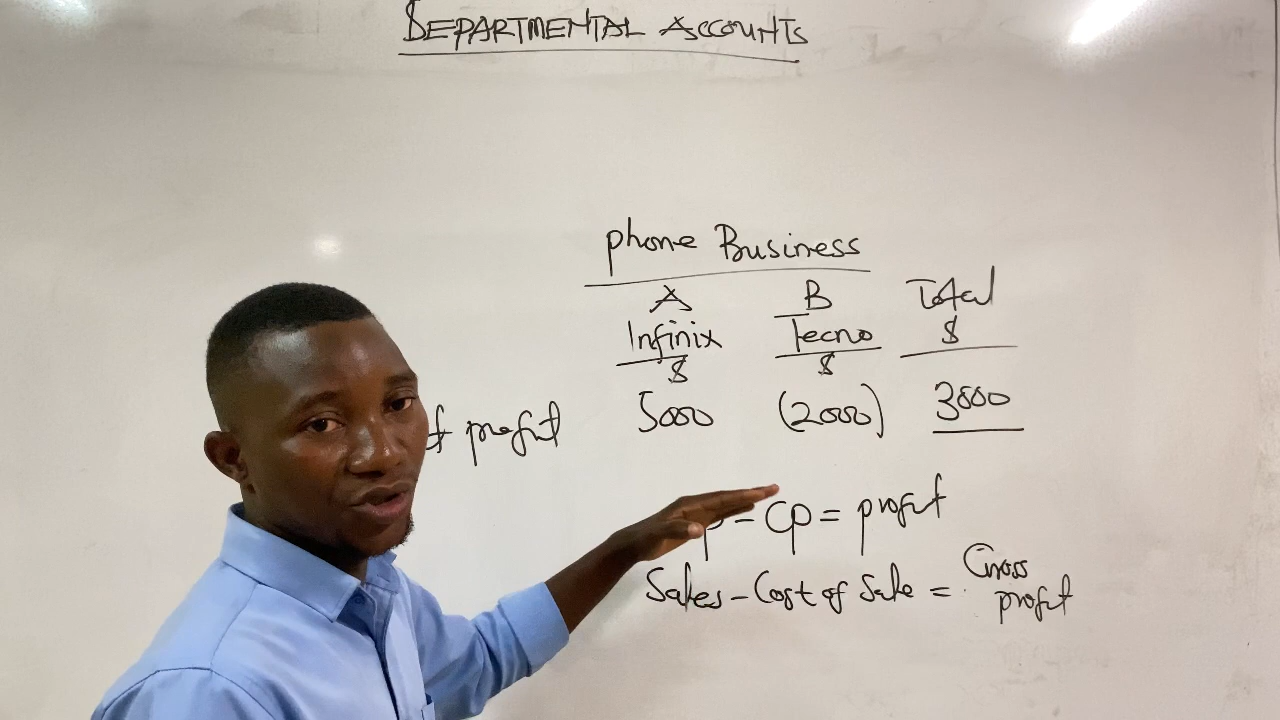 DEPARTMENTAL ACCOUNTS
phone Business
A B Total
Infinix Tecno $
$ $
profit 5000 (2000) 3000
p - cp = profit
Sales - Cost of Sale = Gross profit